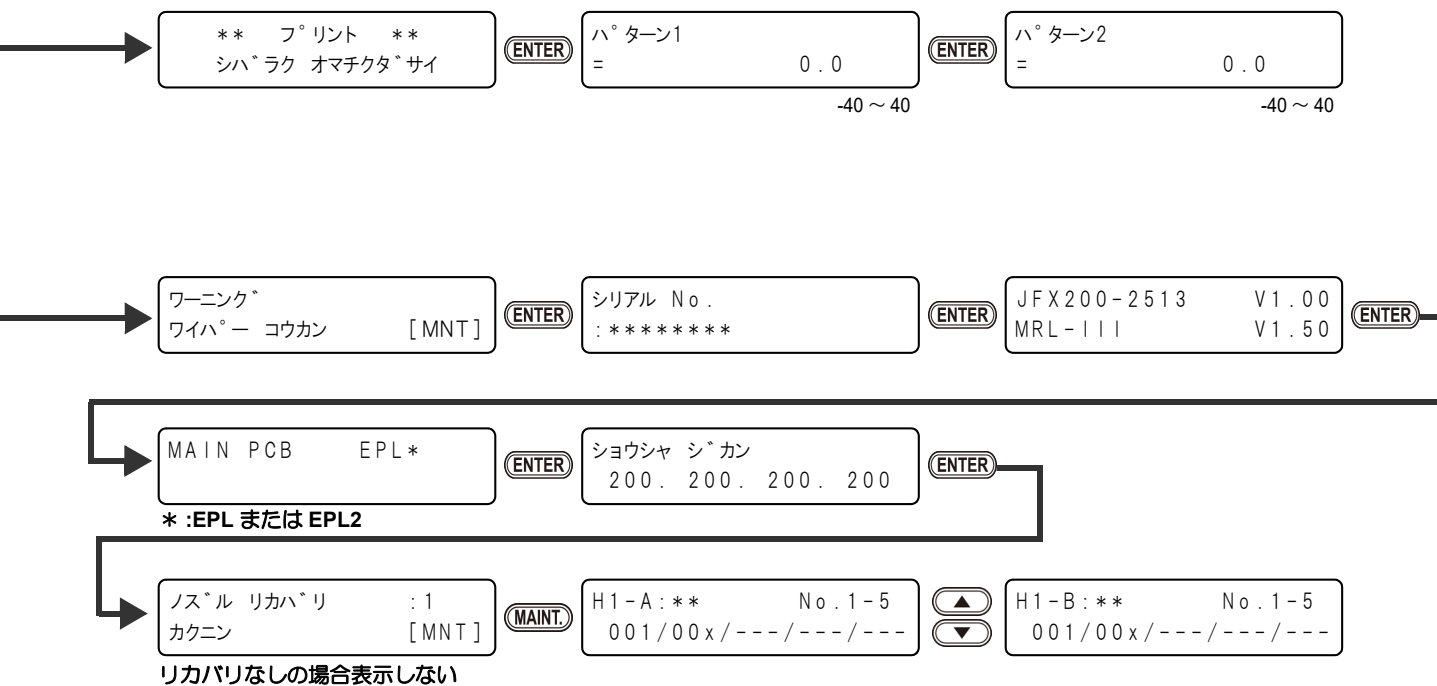 ** プリント **
シバラク オマチクダサイ
ENTER
パターン1
= 0.0
-40 ～ 40
ENTER
パターン2
= 0.0
-40 ～ 40
ワーニング
ワイパー コウカン [MNT]
ENTER
シリアル No.
:********
ENTER
JFX200-2513 V1.00
MRL-III V1.50
ENTER
MAIN PCB EPL*
＊ :EPL または EPL2
ENTER
ショウシャ ジカン
200. 200. 200. 200
ENTER
ノズル リカバリ :1
カクニン [MNT]
リカバリなしの場合表示しない
MAINT.
H1-A:** No.1-5
001/00x/---/---/---
▲
▼
H1-B:** No.1-5
001/00x/---/---/---